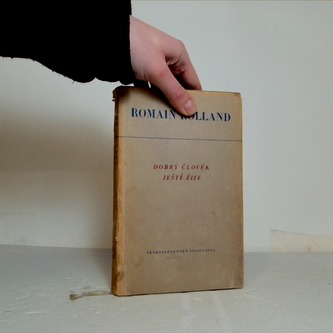 ROMAIN ROLLAND
DOBRÝ ČLOVĚK
JEŠTĚ ŽIJE
ČESKOSLOVENSKÝ SPISOVATEL